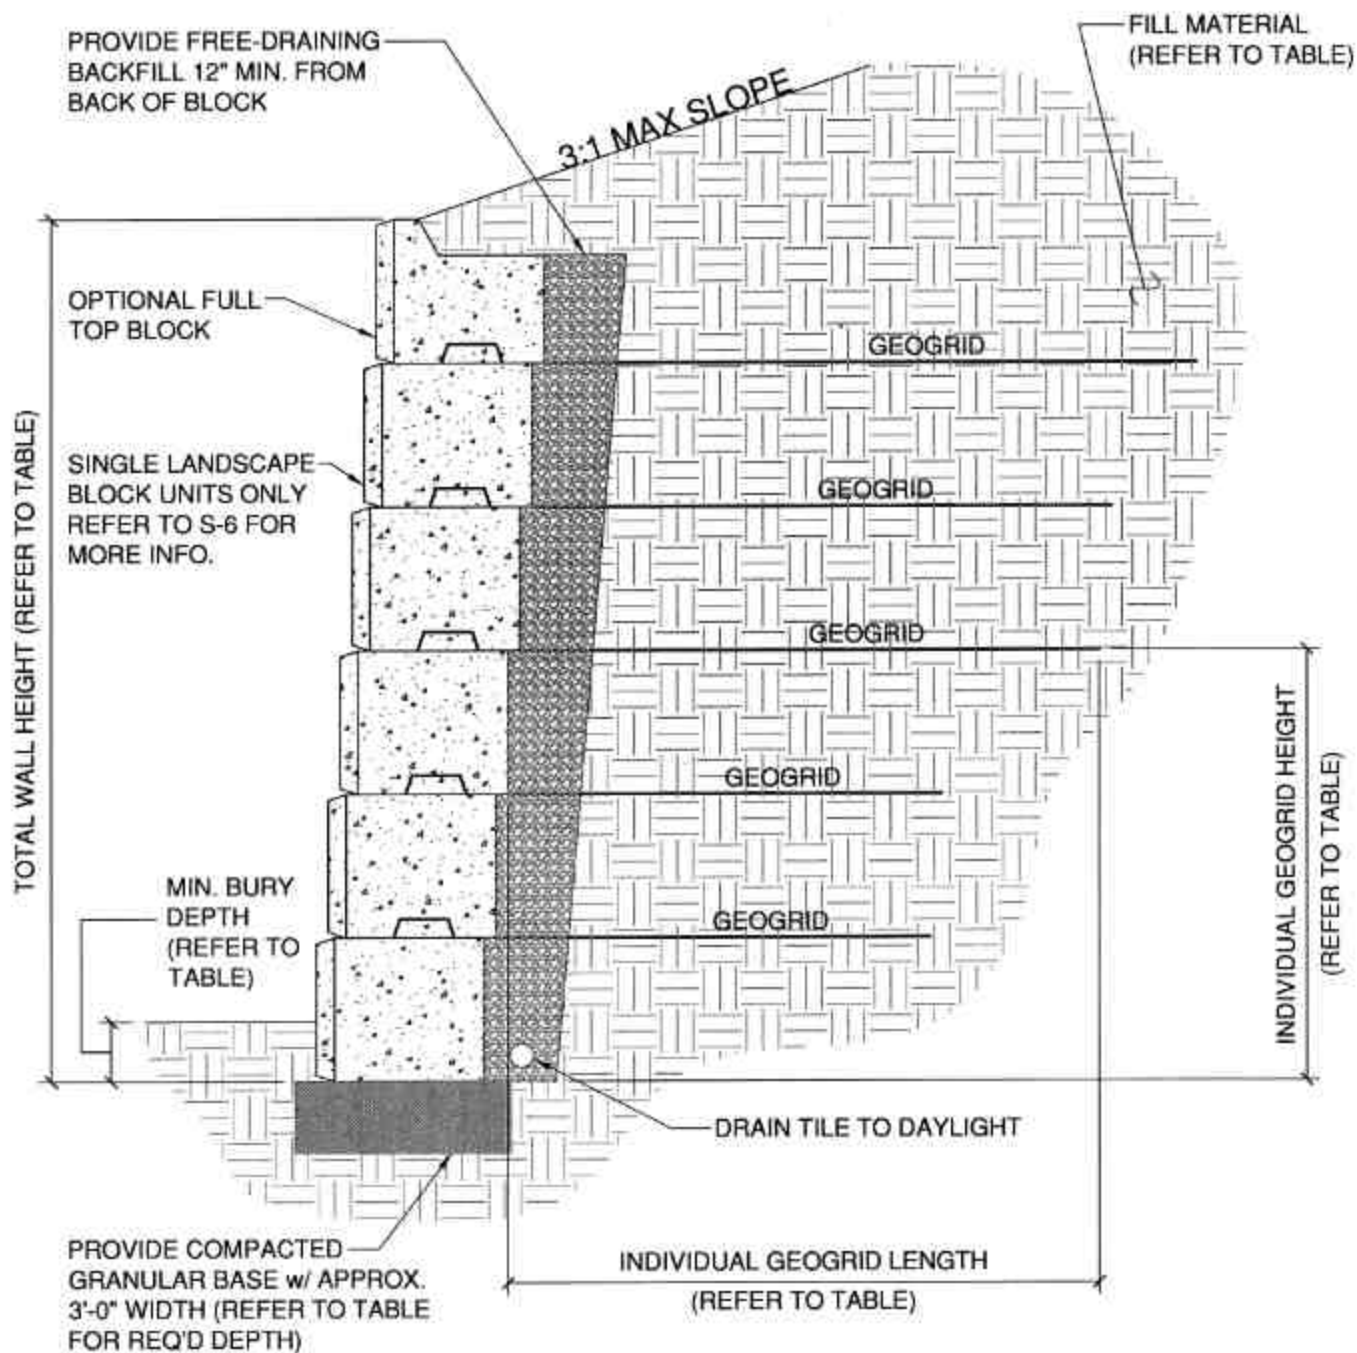 PROVIDE FREE-DRAINING
BACKFILL 12" MIN. FROM
BACK OF BLOCK
FILL MATERIAL
(REFER TO TABLE)
3:1 MAX SLOPE
OPTIONAL FULL
TOP BLOCK
GEOGRID
SINGLE LANDSCAPE
BLOCK UNITS ONLY
REFER TO S-6 FOR
MORE INFO.
GEOGRID
TOTAL WALL HEIGHT (REFER TO TABLE)
GEOGRID
INDIVIDUAL GEOGRID HEIGHT
(REFER TO TABLE)
GEOGRID
MIN. BURY
DEPTH
(REFER TO
TABLE)
GEOGRID
DRAIN TILE TO DAYLIGHT
PROVIDE COMPACTED
GRANULAR BASE w/ APPROX.
3'-0" WIDTH (REFER TO TABLE
FOR REQ'D DEPTH)
INDIVIDUAL GEOGRID LENGTH
(REFER TO TABLE)